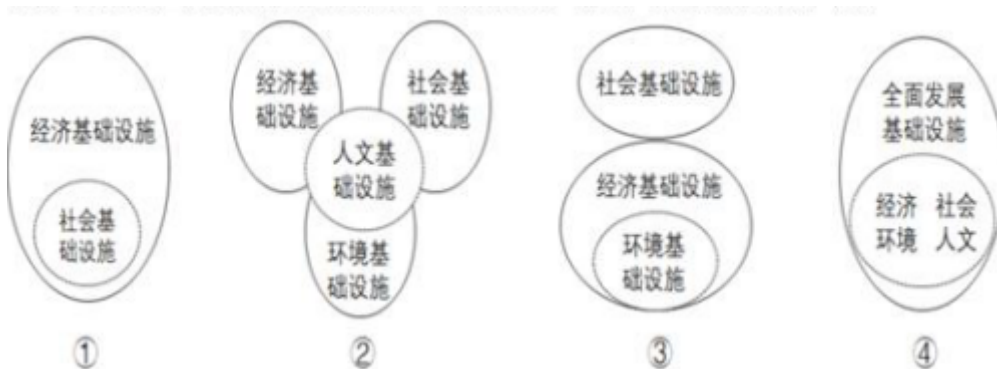 经济基础设施
社会基
础设施
①
经济基
础设施
社会基
础设施
人文基
础设施
环境基
础设施
②
社会基础设施
经济基础设施
环境基
础设施
③
全面发展
基础设施
经济 社会
环境 人文
④